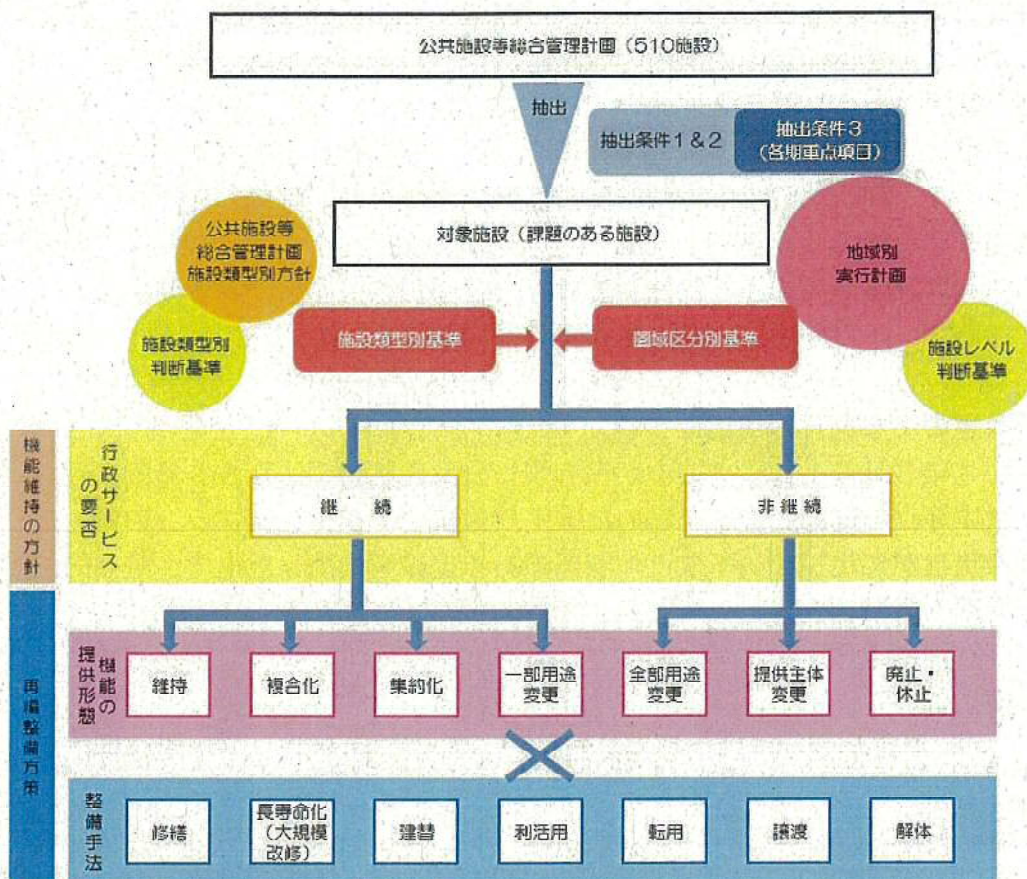 公共施設等総合管理計画（510施設）
抽出
抽出条件1＆2
抽出条件3
（各期重点項目）
対象施設（課題のある施設）
公共施設等
総合管理計画
施設類型別方針
地域別
実行計画
施設類型別
判断基準
施設類型別基準
圏域区分別基準
施設レベル
判断基準
機能維持の方針
行政サービス
の要否
継　続
非継続
再編整備方策
機能の
提供形態
維持
複合化
集約化
一部用途
変更
全部用途
変更
提供主体
変更
廃止・
休止
整備手法
修繕
長寿命化
（大規模
改修）
建替
利活用
転用
譲渡
解体